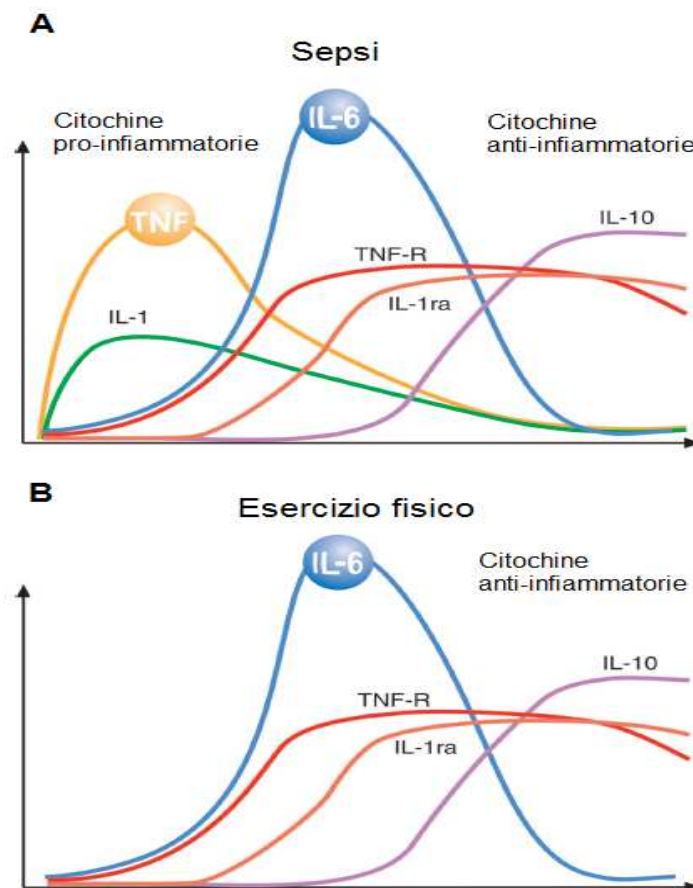 A
Sepsi
Citochine
pro-infiammatorie
IL-6
Citochine
anti-infiammatorie
TNF
IL-10
TNF-R
IL-1ra
IL-1
B
Esercizio fisico
IL-6
Citochine
anti-infiammatorie
IL-10
TNF-R
IL-1ra